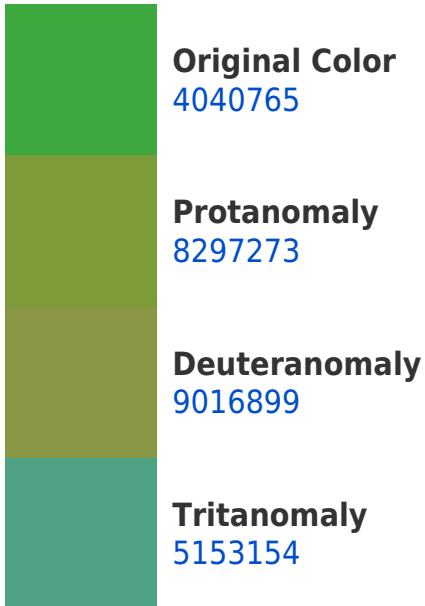 Original Color
4040765
Protanomaly
8297273
Deuteranomaly
9016899
Tritanomaly
5153154